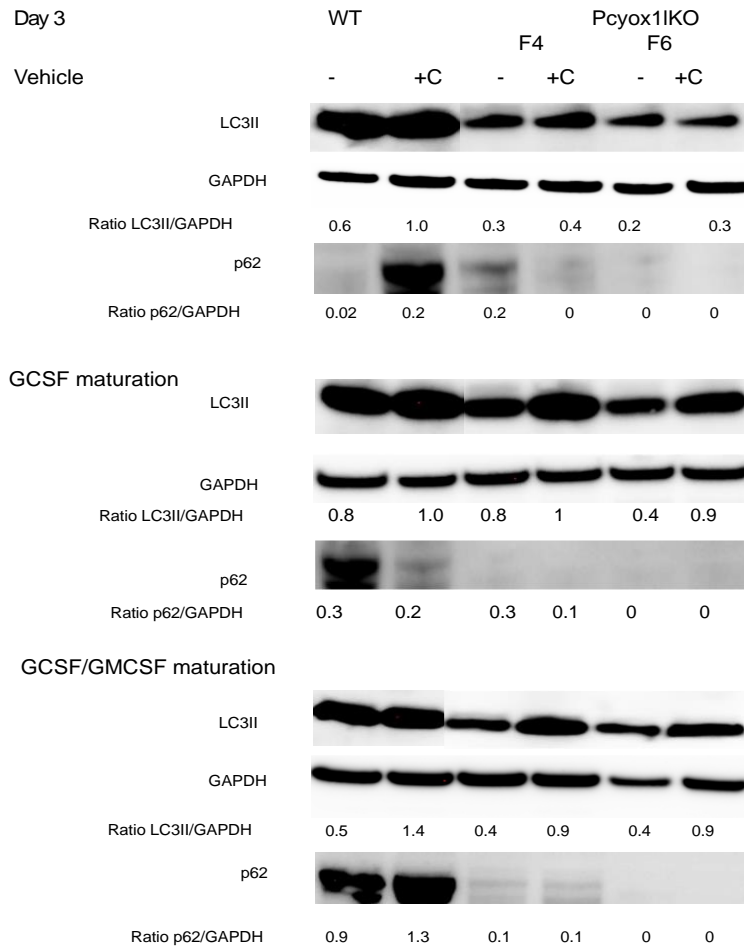 Day 3 WT Pcyox1lKO
F4 F6
Vehicle - +C - +C - +C
LC3II
GAPDH
Ratio LC3II/GAPDH 0.6 1.0 0.3 0.4 0.2 0.3
p62
Ratio p62/GAPDH 0.02 0.2 0.2 0 0 0
GCSF maturation
LC3II
GAPDH
Ratio LC3II/GAPDH 0.8 1.0 0.8 1 0.4 0.9
p62
Ratio p62/GAPDH 0.3 0.2 0.3 0.1 0 0
GCSF/GMCSF maturation
LC3II
GAPDH
Ratio LC3II/GAPDH 0.5 1.4 0.4 0.9 0.4 0.9
p62
Ratio p62/GAPDH 0.9 1.3 0.1 0.1 0 0